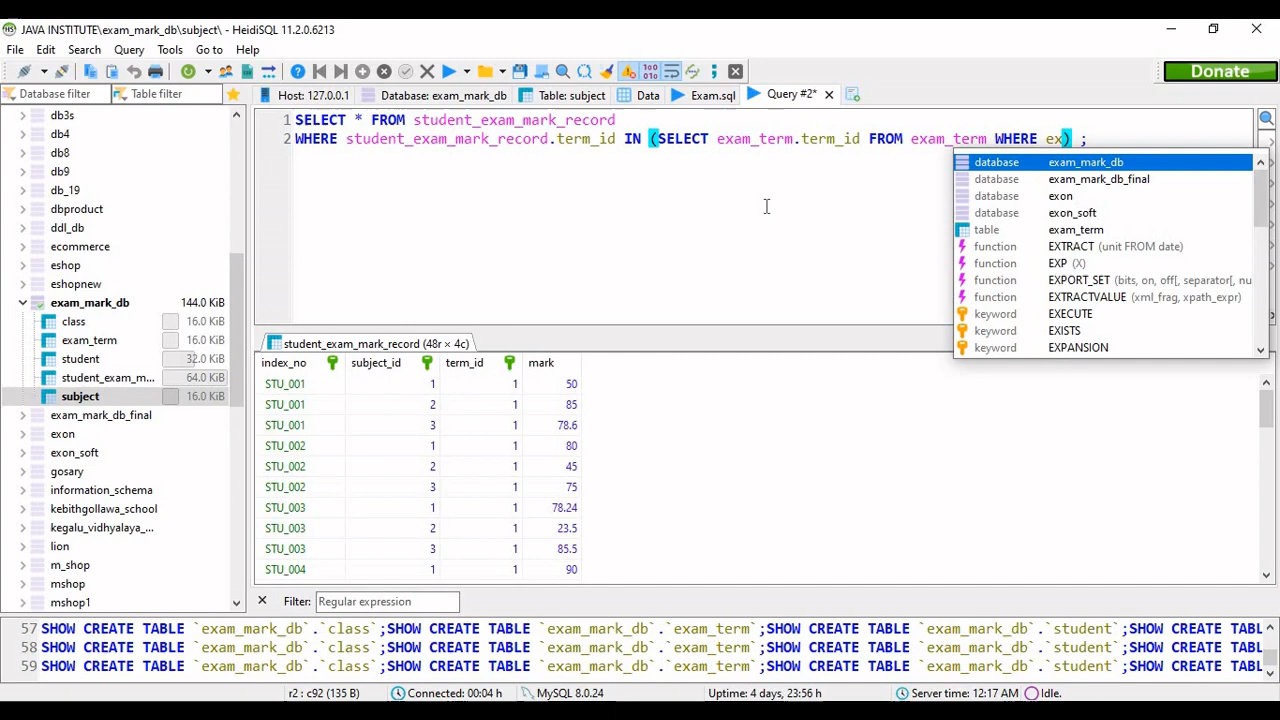 JAVA INSTITUTE\exam_mark_db\subject\ - HeidiSQL 11.2.0.6213
File Edit Search Query Tools Go to Help
Donate
Database filter Table filter Host: 127.0.0.1 Database: exam_mark_db Table: subject Data Exam.sql Query #2*
db3s
db4
db8
db9
db_19
dbproduct
ddl_db
ecommerce
eshop
eshopnew
exam_mark_db 144.0 KiB
class 16.0 KiB
exam_term 16.0 KiB
student 32.0 KiB
student_exam_m... 64.0 KiB
subject 16.0 KiB
exam_mark_db_final
exon
exon_soft
gosary
information_schema
kebithgollawa_school
kegalu_vidhyalaya_...
lion
m_shop
mshop
mshop1
1 SELECT * FROM student_exam_mark_record
2 WHERE student_exam_mark_record.term_id IN (SELECT exam_term.term_id FROM exam_term WHERE ex) ;
database exam_mark_db
database exam_mark_db_final
database exon
database exon_soft
table exam_term
function EXTRACT (unit FROM date)
function EXP (X)
function EXPORT_SET (bits, on, off[, separator[, nu
function EXTRACTVALUE (xml_frag, xpath_expr)
keyword EXECUTE
keyword EXISTS
keyword EXPANSION
student_exam_mark_record (48r × 4c)
index_no subject_id term_id mark
STU_001 1 1 50
STU_001 2 1 85
STU_001 3 1 78.6
STU_002 1 1 80
STU_002 2 1 45
STU_002 3 1 75
STU_003 1 1 78.24
STU_003 2 1 23.5
STU_003 3 1 85.5
STU_004 1 1 90
Filter: Regular expression
57 SHOW CREATE TABLE `exam_mark_db`.`class`;SHOW CREATE TABLE `exam_mark_db`.`exam_term`;SHOW CREATE TABLE `exam_mark_db`.`student`;SHOW CREATE TABL
58 SHOW CREATE TABLE `exam_mark_db`.`class`;SHOW CREATE TABLE `exam_mark_db`.`exam_term`;SHOW CREATE TABLE `exam_mark_db`.`student`;SHOW CREATE TABL
59 SHOW CREATE TABLE `exam_mark_db`.`class`;SHOW CREATE TABLE `exam_mark_db`.`exam_term`;SHOW CREATE TABLE `exam_mark_db`.`student`;SHOW CREATE TABL
r2 : c92 (135 B) Connected: 00:04 h MySQL 8.0.24 Uptime: 4 days, 23:56 h Server time: 12:17 AM Idle.